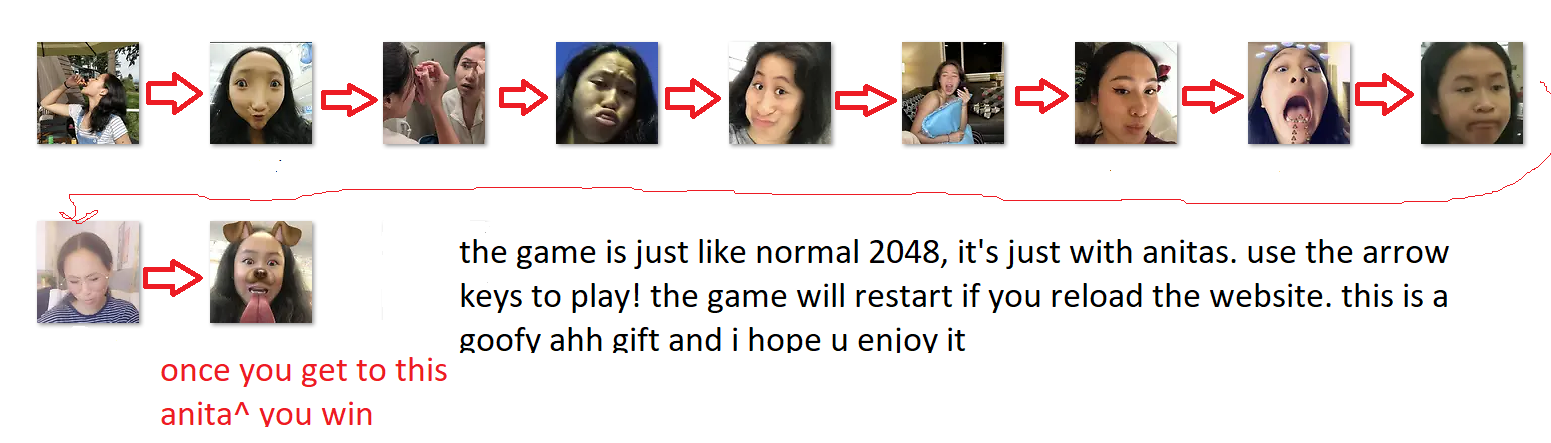 the game is just like normal 2048, it's just with anitas. use the arrow
keys to play! the game will restart if you reload the website. this is a
goofy ahh gift and i hope u enjoy it
once you get to this
anita^ you win